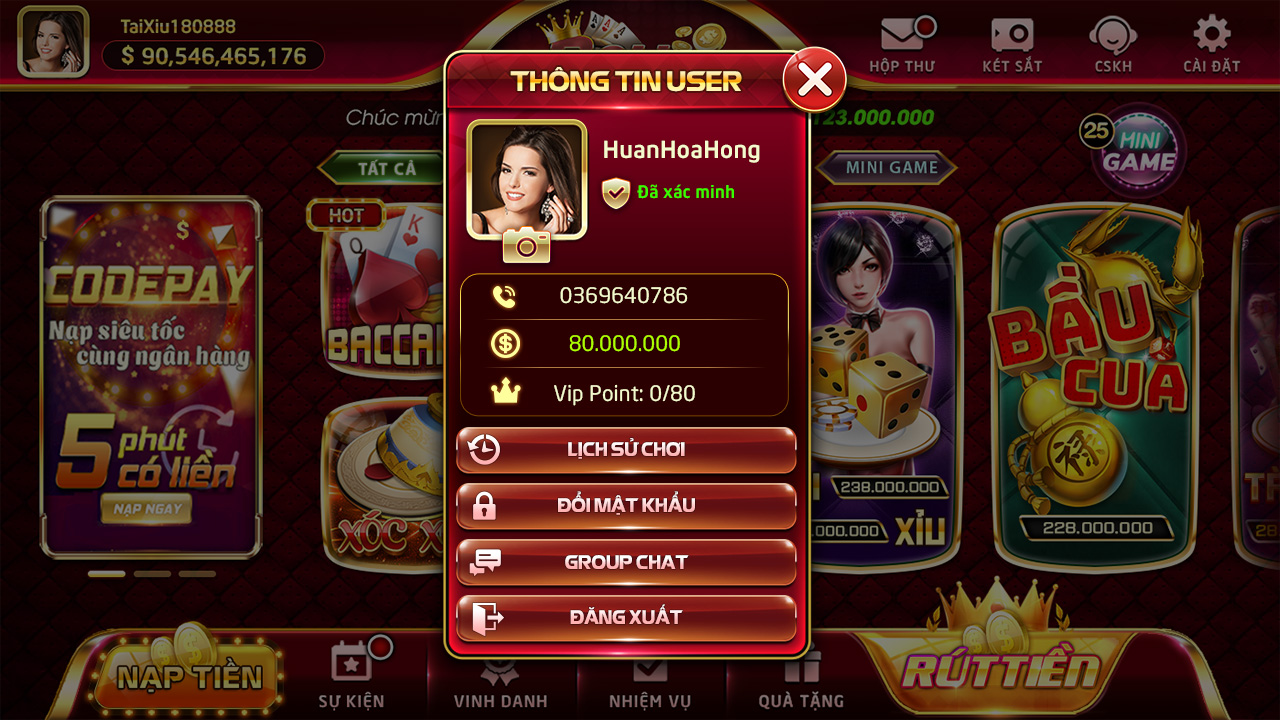 TaiXiu180888
$ 90,546,465,176
HỘP THƯ
KÉT SẮT
CSKH
CÀI ĐẶT
THÔNG TIN USER
Chúc mừn
123.000.000
TẤT CẢ
MINI GAME
25
MINI
GAME
HuanHoaHong
Đã xác minh
CODEPAY
Nạp siêu tốc
cùng ngân hàng
5 phút
có liền
NẠP NGAY
HOT
Q
K
BACCA
XÓC
0369640786
80.000.000
Vip Point: 0/80
LỊCH SỬ CHƠI
ĐỔI MẬT KHẨU
GROUP CHAT
ĐĂNG XUẤT
238.000.000
.000.000
XỈU
BẦU
CUA
禄
228.000.000
NẠP TIỀN
SỰ KIỆN
VINH DANH
NHIỆM VỤ
QUÀ TẶNG
RÚT TIỀN